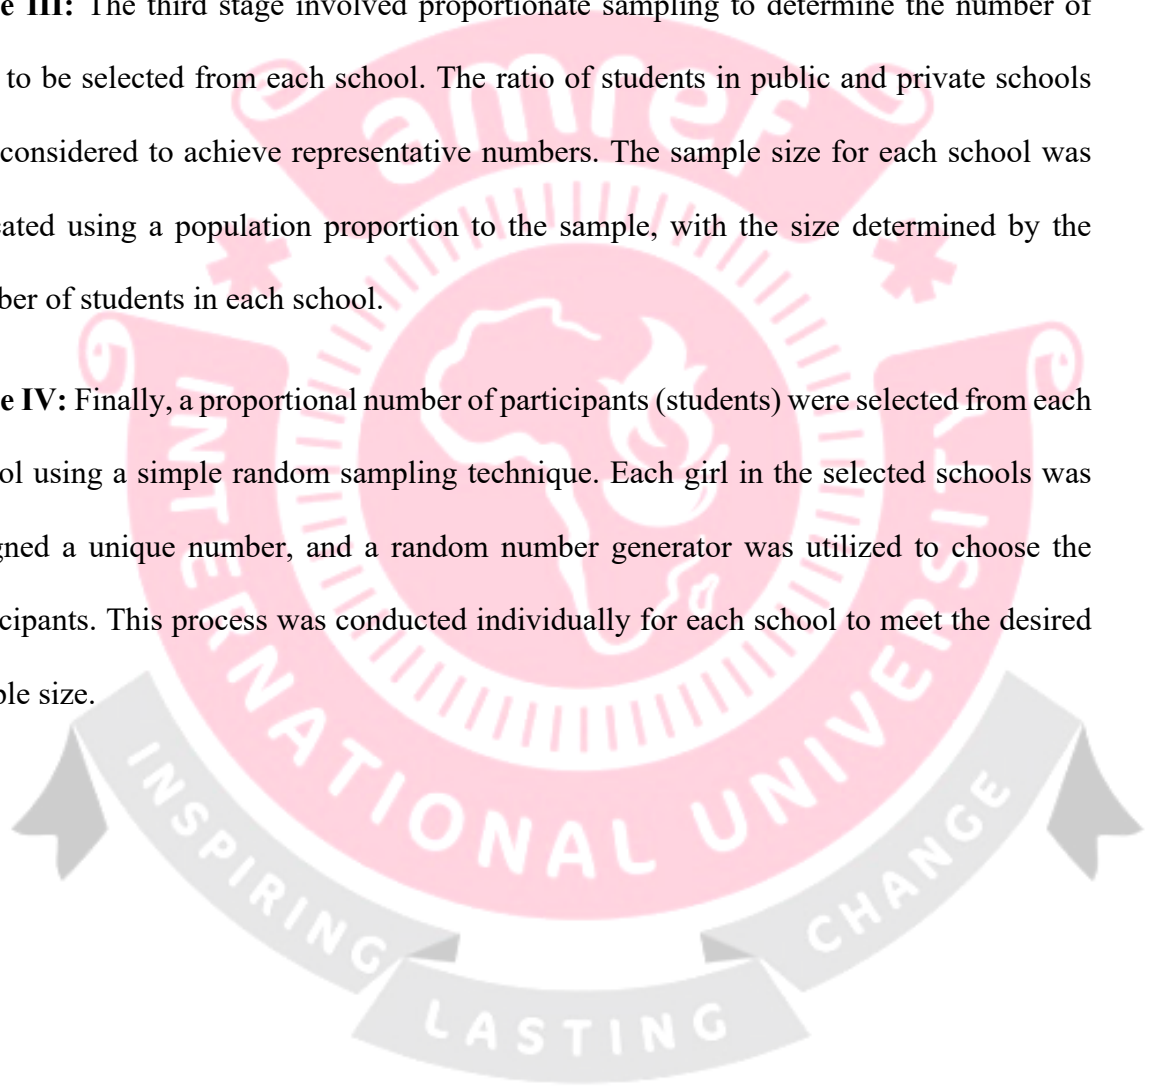 e III: The third stage involved proportionate sampling to determine the number of
to be selected from each school. The ratio of students in public and private schools
considered to achieve representative numbers. The sample size for each school was
cated using a population proportion to the sample, with the size determined by the
ber of students in each school.
e IV: Finally, a proportional number of participants (students) were selected from each
ol using a simple random sampling technique. Each girl in the selected schools was
gned a unique number, and a random number generator was utilized to choose the
cipants. This process was conducted individually for each school to meet the desired
ple size.
amref
INTERNATIONAL UNIVERSITY
INSPIRING
LASTING
CHANGE